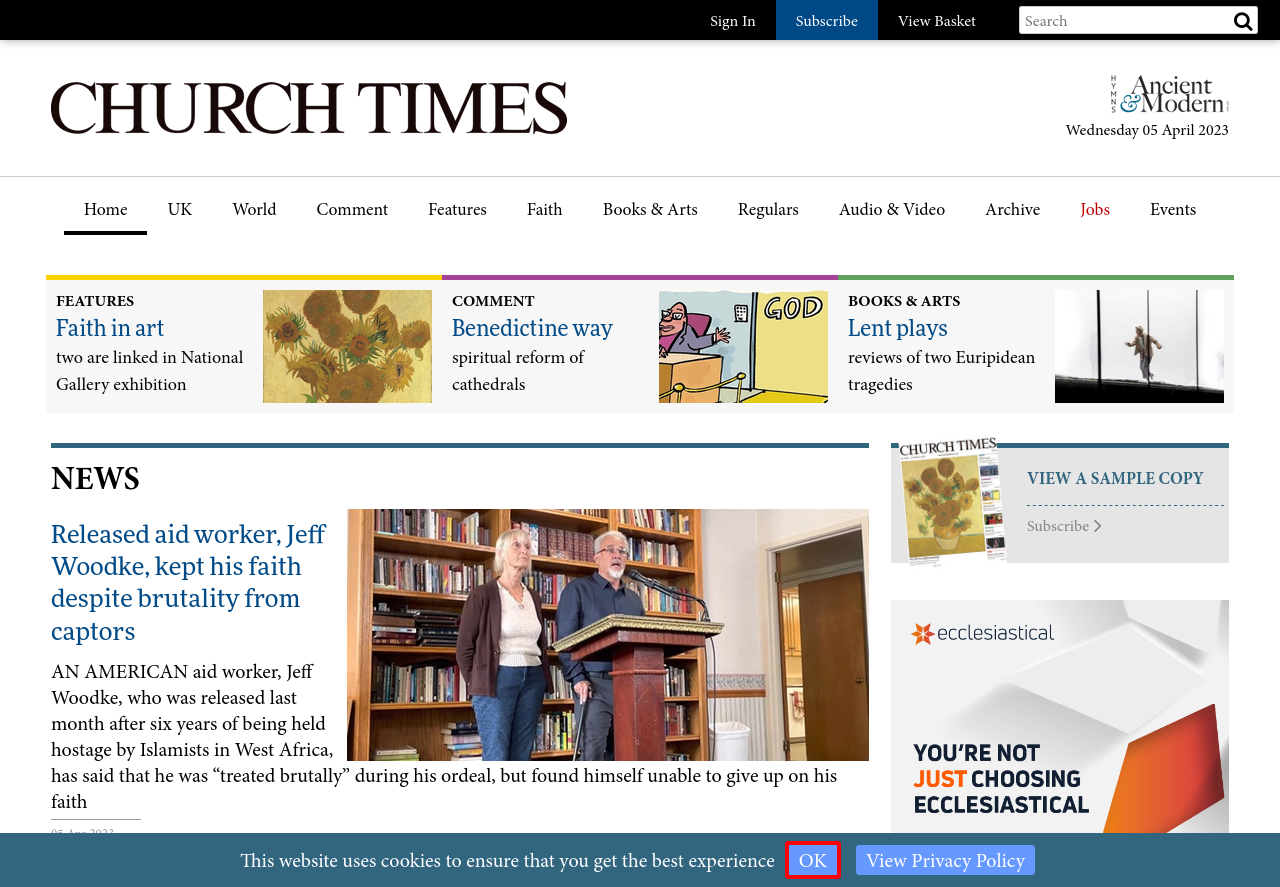 Sign In
Subscribe
View Basket
Search
CHURCH TIMES
HYMNS
Ancient
& Modern
Wednesday 05 April 2023
Home
UK
World
Comment
Features
Faith
Books & Arts
Regulars
Audio & Video
Archive
Jobs
Events
FEATURES
Faith in art
two are linked in National
Gallery exhibition
COMMENT
Benedictine way
spiritual reform of
cathedrals
GOD
BOOKS & ARTS
Lent plays
reviews of two Euripidean
tragedies
NEWS
Released aid worker, Jeff
Woodke, kept his faith
despite brutality from
captors
AN AMERICAN aid worker, Jeff
Woodke, who was released last
month after six years of being held
hostage by Islamists in West Africa,
has said that he was “treated brutally” during his ordeal, but found himself unable to give up on his
faith
05 Apr 2023
CHURCH TIMES
VIEW A SAMPLE COPY
Subscribe
ecclesiastical
YOU'RE NOT
JUST CHOOSING
ECCLESIASTICAL
This website uses cookies to ensure that you get the best experience
OK
View Privacy Policy